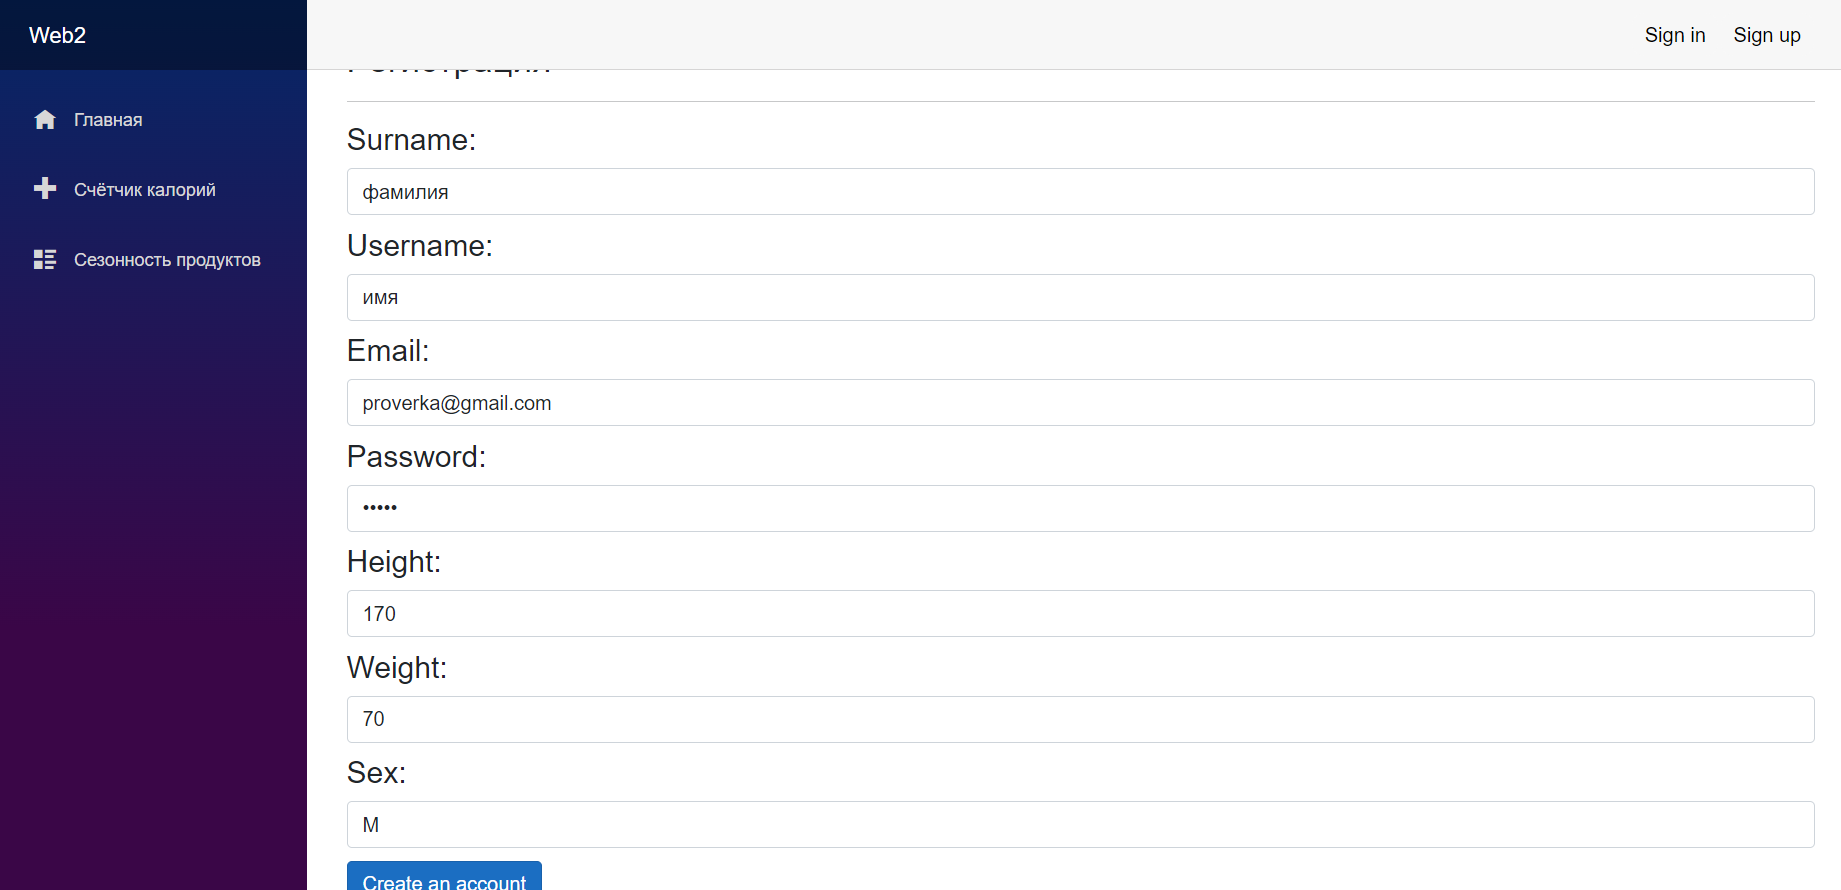 Web2
Sign in
Sign up
Главная
Счётчик калорий
Сезонность продуктов
Регистрация
Surname:
фамилия
Username:
имя
Email:
proverka@gmail.com
Password:
•••••
Height:
170
Weight:
70
Sex:
М
Create an account